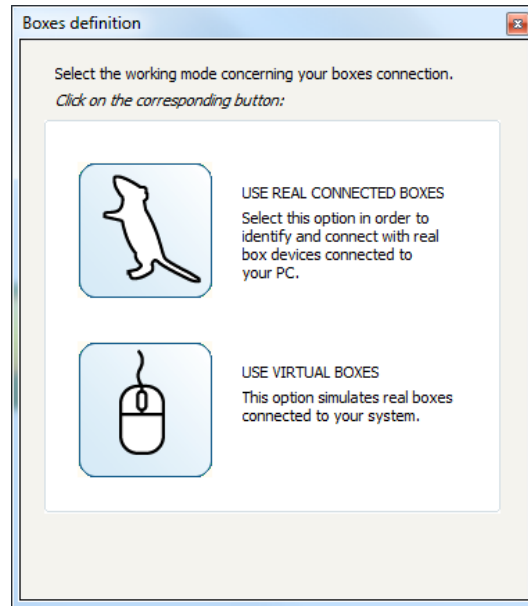 Boxes definition
Select the working mode concerning your boxes connection.
Click on the corresponding button:
USE REAL CONNECTED BOXES
Select this option in order to
identify and connect with real
box devices connected to
your PC.
USE VIRTUAL BOXES
This option simulates real boxes
connected to your system.